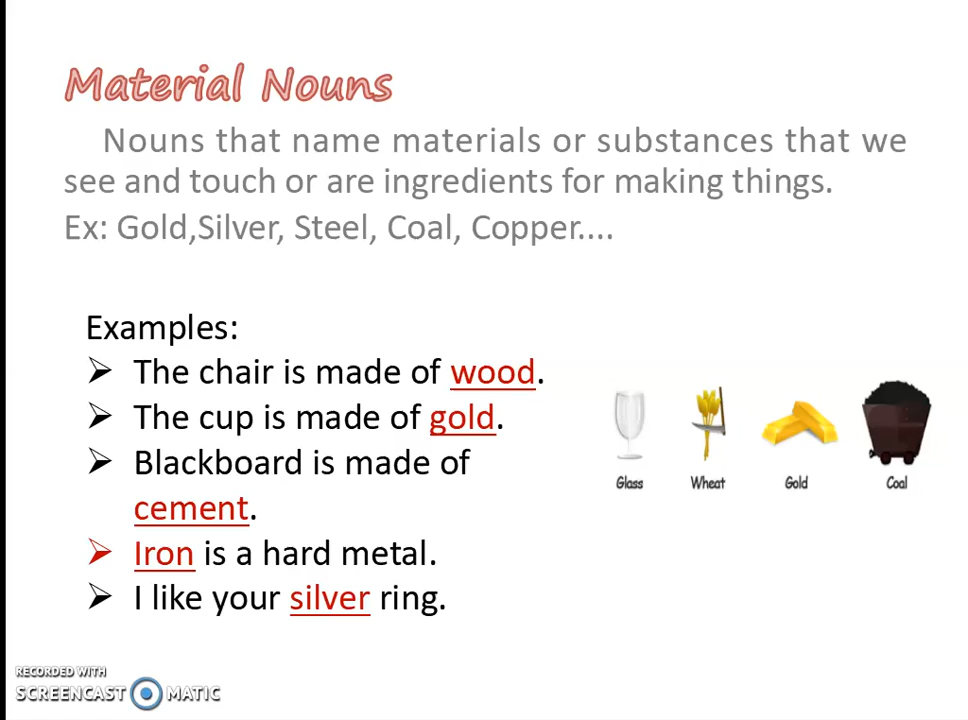 Material Nouns
Nouns that name materials or substances that we
see and touch or are ingredients for making things.
Ex: Gold,Silver, Steel, Coal, Copper....
Examples:
➢ The chair is made of wood.
➢ The cup is made of gold.
➢ Blackboard is made of
cement.
➢ Iron is a hard metal.
➢ I like your silver ring.
Glass Wheat Gold Coal
RECORDED WITH
SCREENCAST MATIC